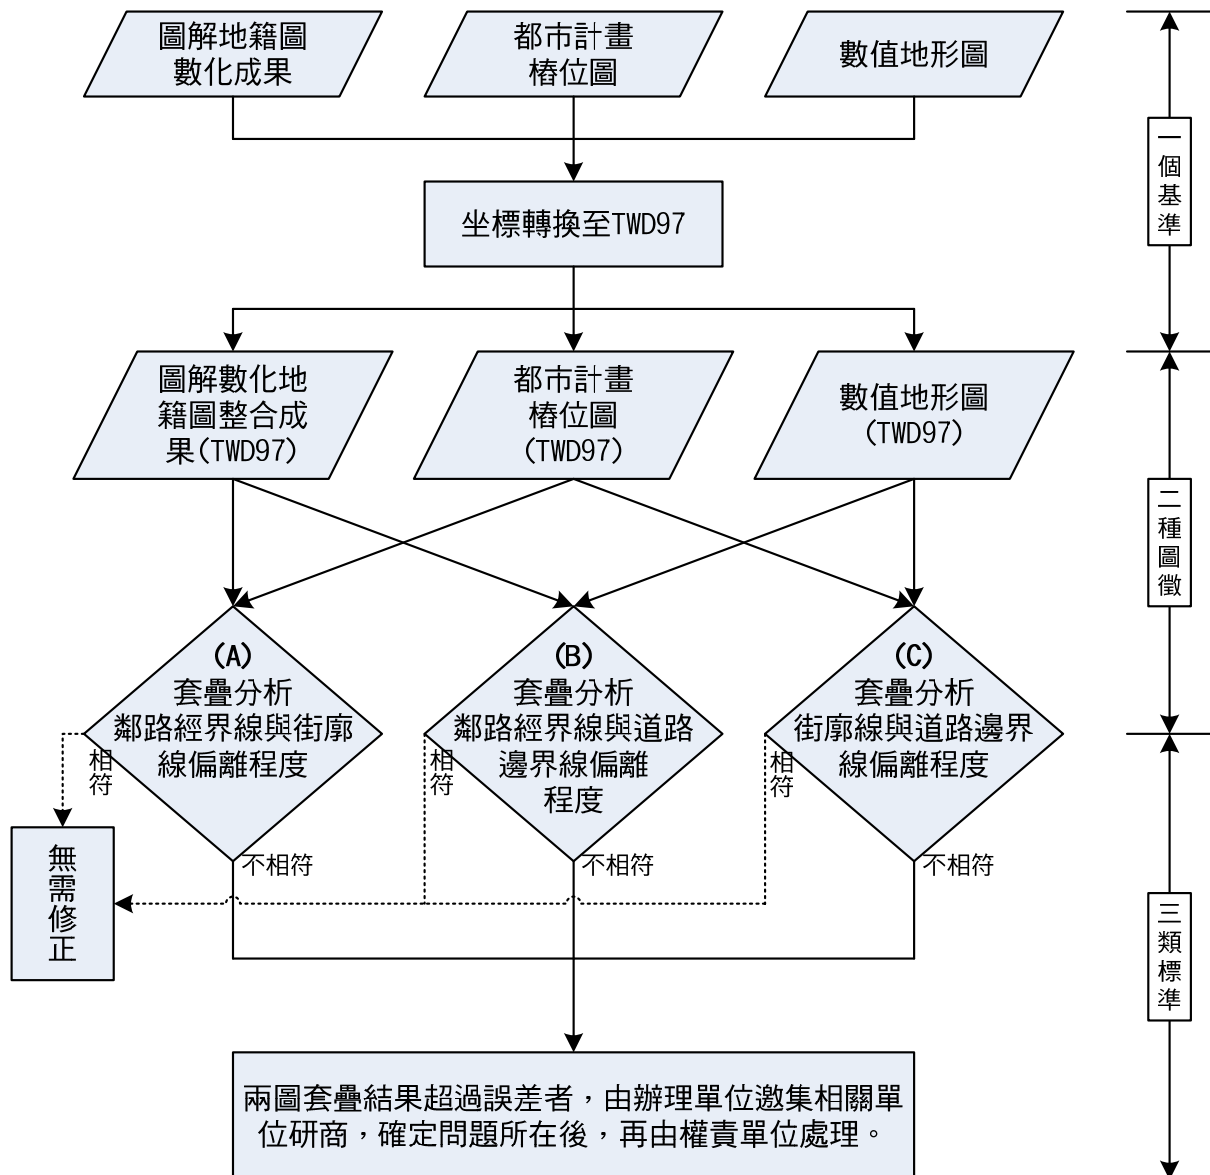 圖解地籍圖
數化成果
都市計畫
樁位圖
數值地形圖
一個基準
坐標轉換至TWD97
圖解數化地
籍圖整合成
果(TWD97)
都市計畫
樁位圖
(TWD97)
數值地形圖
(TWD97)
二種圖徵
(A)
套疊分析
鄰路經界線與街廓
線偏離程度
(B)
套疊分析
鄰路經界線與道路
邊界線偏離
程度
(C)
套疊分析
街廓線與道路邊界
線偏離程度
相符
相符
相符
不相符
不相符
不相符
無需修正
三類標準
兩圖套疊結果超過誤差者，由辦理單位邀集相關單
位研商，確定問題所在後，再由權責單位處理。